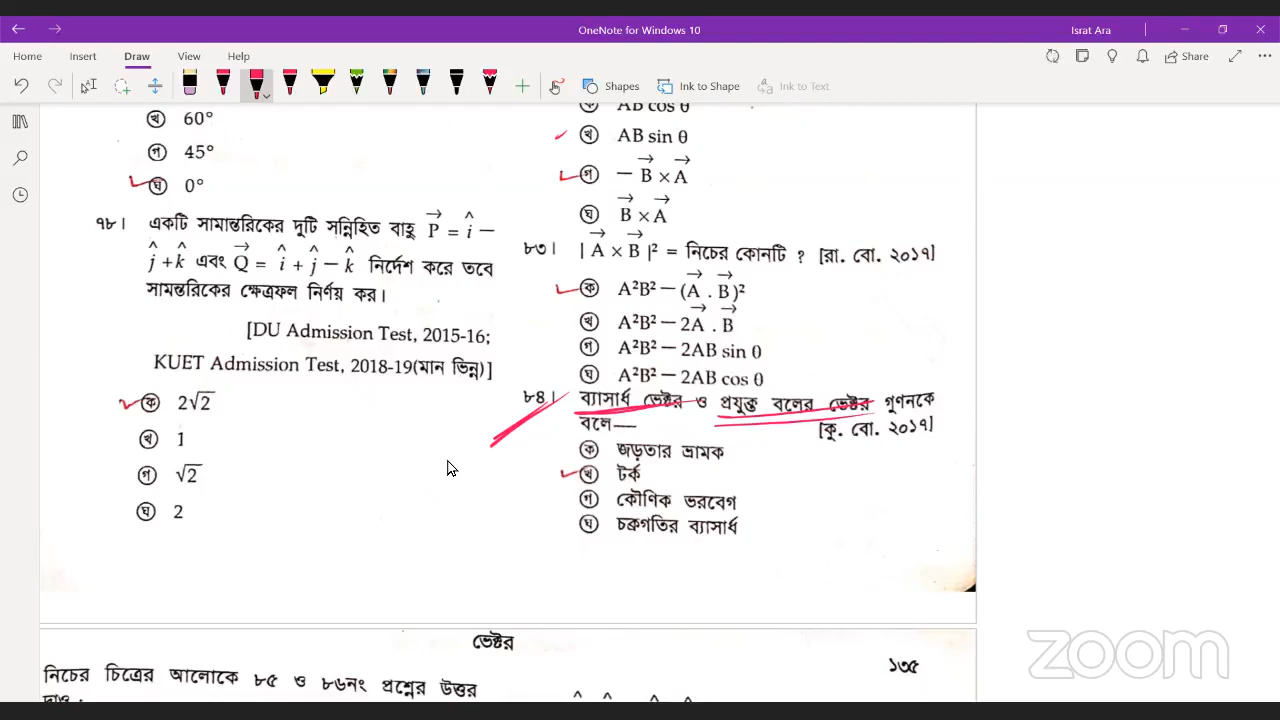 OneNote for Windows 10
Israt Ara
Home Insert Draw View Help
Share
Shapes
Ink to Shape
Ink to Text
খ 60°
গ 45°
ঘ 0°
৭৮। একটি সামান্তরিকের দুটি সন্নিহিত বাহু P⃗ = î −
ĵ + k̂ এবং Q⃗ = î + ĵ − k̂ নির্দেশ করে তবে
সামান্তরিকের ক্ষেত্রফল নির্ণয় কর।
[DU Admission Test, 2015-16;
KUET Admission Test, 2018-19(মান ভিন্ন)]
ক 2√2
খ 1
গ √2
ঘ 2
AB cos θ
খ AB sin θ
গ − B⃗ × A⃗
ঘ B⃗ × A⃗
৮৩। | A⃗ × B⃗ |² = নিচের কোনটি ? [রা. বো. ২০১৭]
ক A²B² − (A⃗ . B⃗)²
খ A²B² − 2A⃗ . B⃗
গ A²B² − 2AB sin θ
ঘ A²B² − 2AB cos θ
৮৪। ব্যাসার্ধ ভেক্টর ও প্রযুক্ত বলের ভেক্টর গুণনকে
বলে— [কু. বো. ২০১৭]
ক জড়তার ভ্রামক
খ টর্ক
গ কৌণিক ভরবেগ
ঘ চক্রগতির ব্যাসার্ধ
ভেক্টর
১৩৫
নিচের চিত্রের আলোকে ৮৫ ও ৮৬নং প্রশ্নের উত্তর
zoom